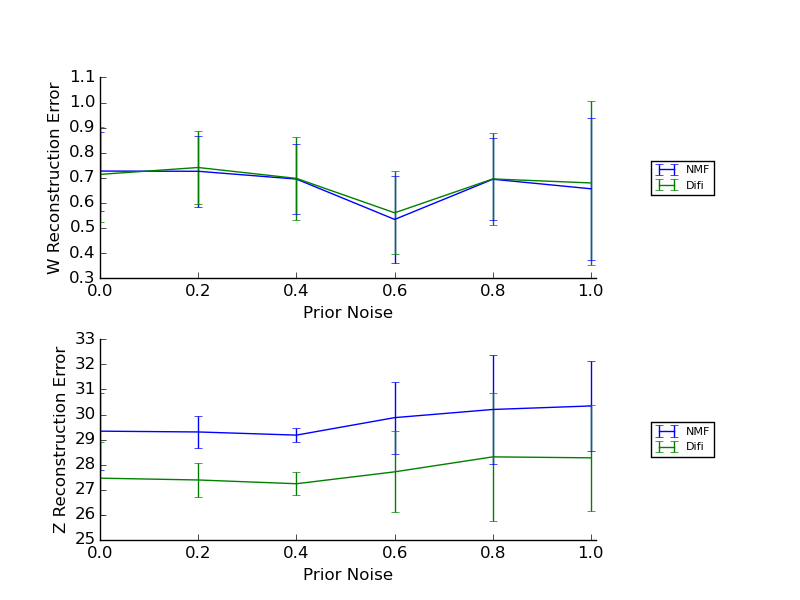 1.1
1.0
0.9
0.8
0.7
0.6
0.5
0.4
0.3
W Reconstruction Error
0.0 0.2 0.4 0.6 0.8 1.0
Prior Noise
NMF
Difi
33
32
31
30
29
28
27
26
25
Z Reconstruction Error
0.0 0.2 0.4 0.6 0.8 1.0
Prior Noise
NMF
Difi